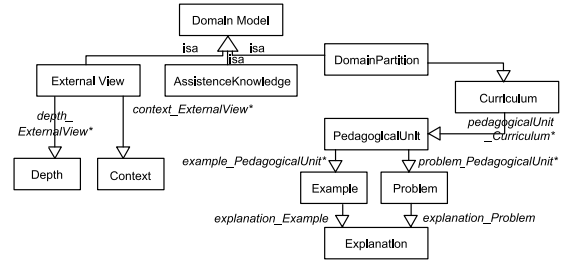 Domain Model
isa
isa
isa
External View
AssistenceKnowledge
DomainPartition
depth_
ExternalView*
context_ExternalView*
Curriculum
pedagogicalUnit
_Curriculum*
PedagogicalUnit
example_PedagogicalUnit*
problem_PedagogicalUnit*
Depth
Context
Example
Problem
explanation_Example
explanation_Problem
Explanation